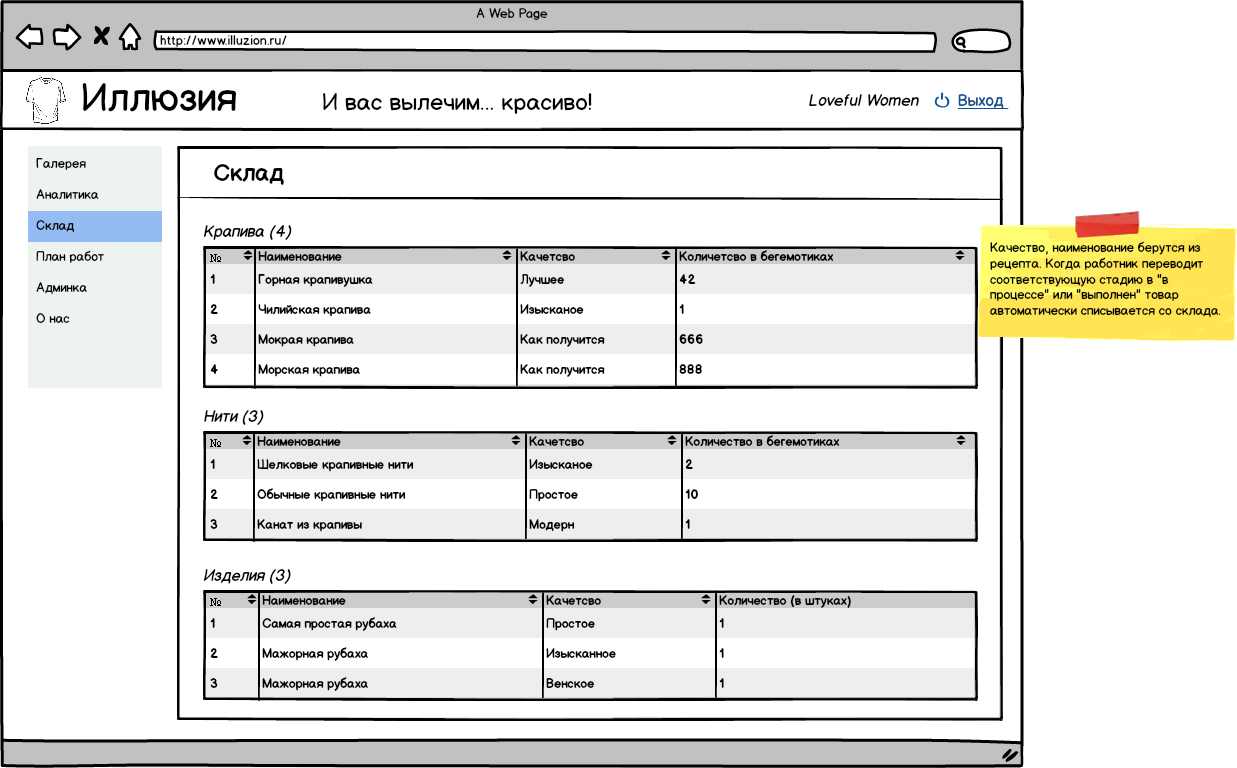 A Web Page
http://www.illuzion.ru/
Иллюзия
И вас вылечим... красиво!
Loveful Women
Выход
Галерея
Аналитика
Склад
План работ
Админка
О нас
Склад
Крапива (4)
№ Наименование Качетсво Количетсво в бегемотиках
1 Горная крапивушка Лучшее 42
2 Чилийская крапива Изысканое 1
3 Мокрая крапива Как получится 666
4 Морская крапива Как получится 888
Нити (3)
№ Наименование Качетсво Количество в бегемотиках
1 Шелковые крапивные нити Изысканое 2
2 Обычные крапивные нити Простое 10
3 Канат из крапивы Модерн 1
Изделия (3)
№ Наименование Качетсво Количество (в штуках)
1 Самая простая рубаха Простое 1
2 Мажорная рубаха Изысканное 1
3 Мажорная рубаха Венское 1
Качество, наименование берутся из
рецепта. Когда работник переводит
соответствующую стадию в "в
процессе" или "выполнен" товар
автоматически списывается со склада.